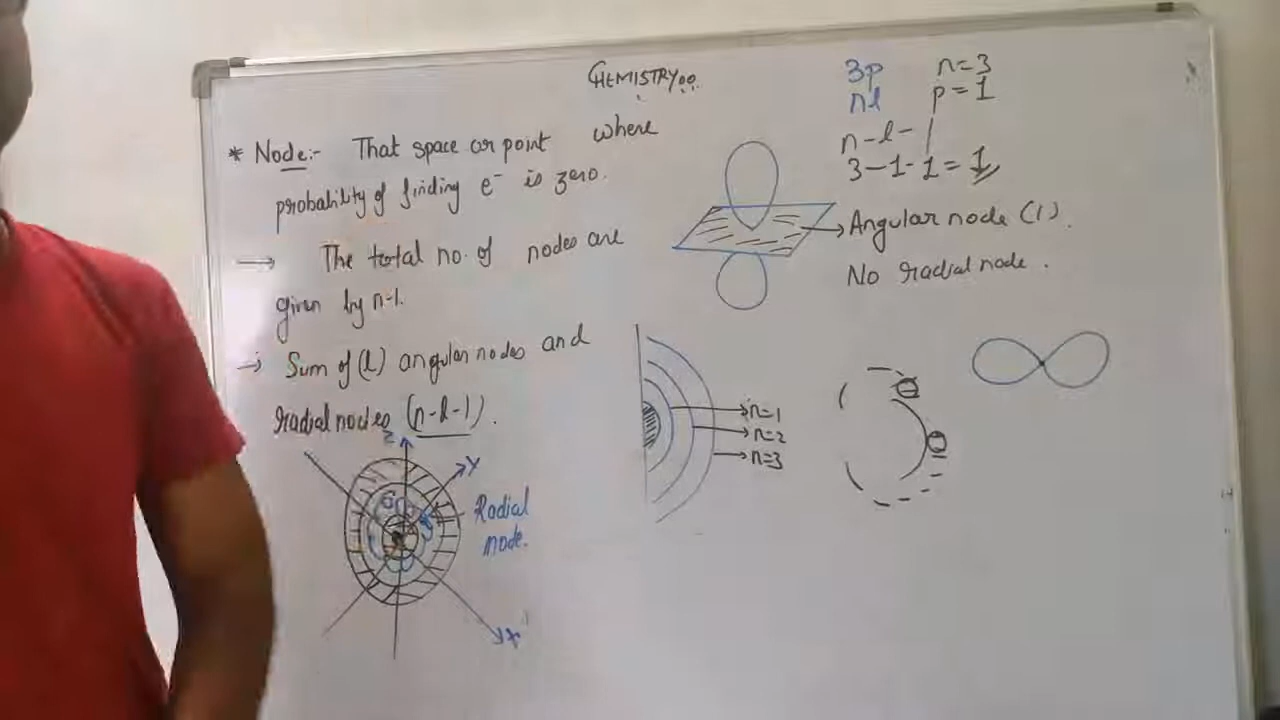 CHEMISTRY
* Node:- That space or point where
probability of finding e⁻ is zero.
→ The total no. of nodes are
given by n-1.
→ Sum of (l) angular nodes and
radial nodes (n-l-1).
Z
Y
X
Radial
node.
3p n=3
nl p=1
n-l-1
3-1-1=1
Angular node (1).
No radial node.
n=1
n=2
n=3